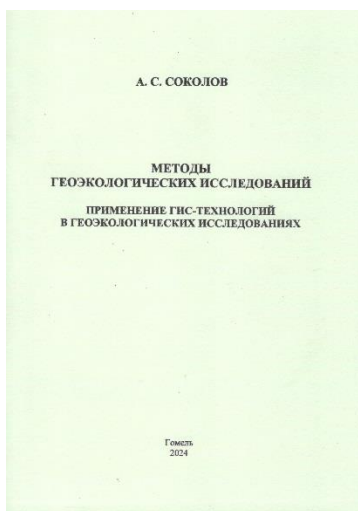 А. С. СОКОЛОВ
МЕТОДЫ
ГЕОЭКОЛОГИЧЕСКИХ ИССЛЕДОВАНИЙ
ПРИМЕНЕНИЕ ГИС-ТЕХНОЛОГИЙ
В ГЕОЭКОЛОГИЧЕСКИХ ИССЛЕДОВАНИЯХ
Гомель
2024